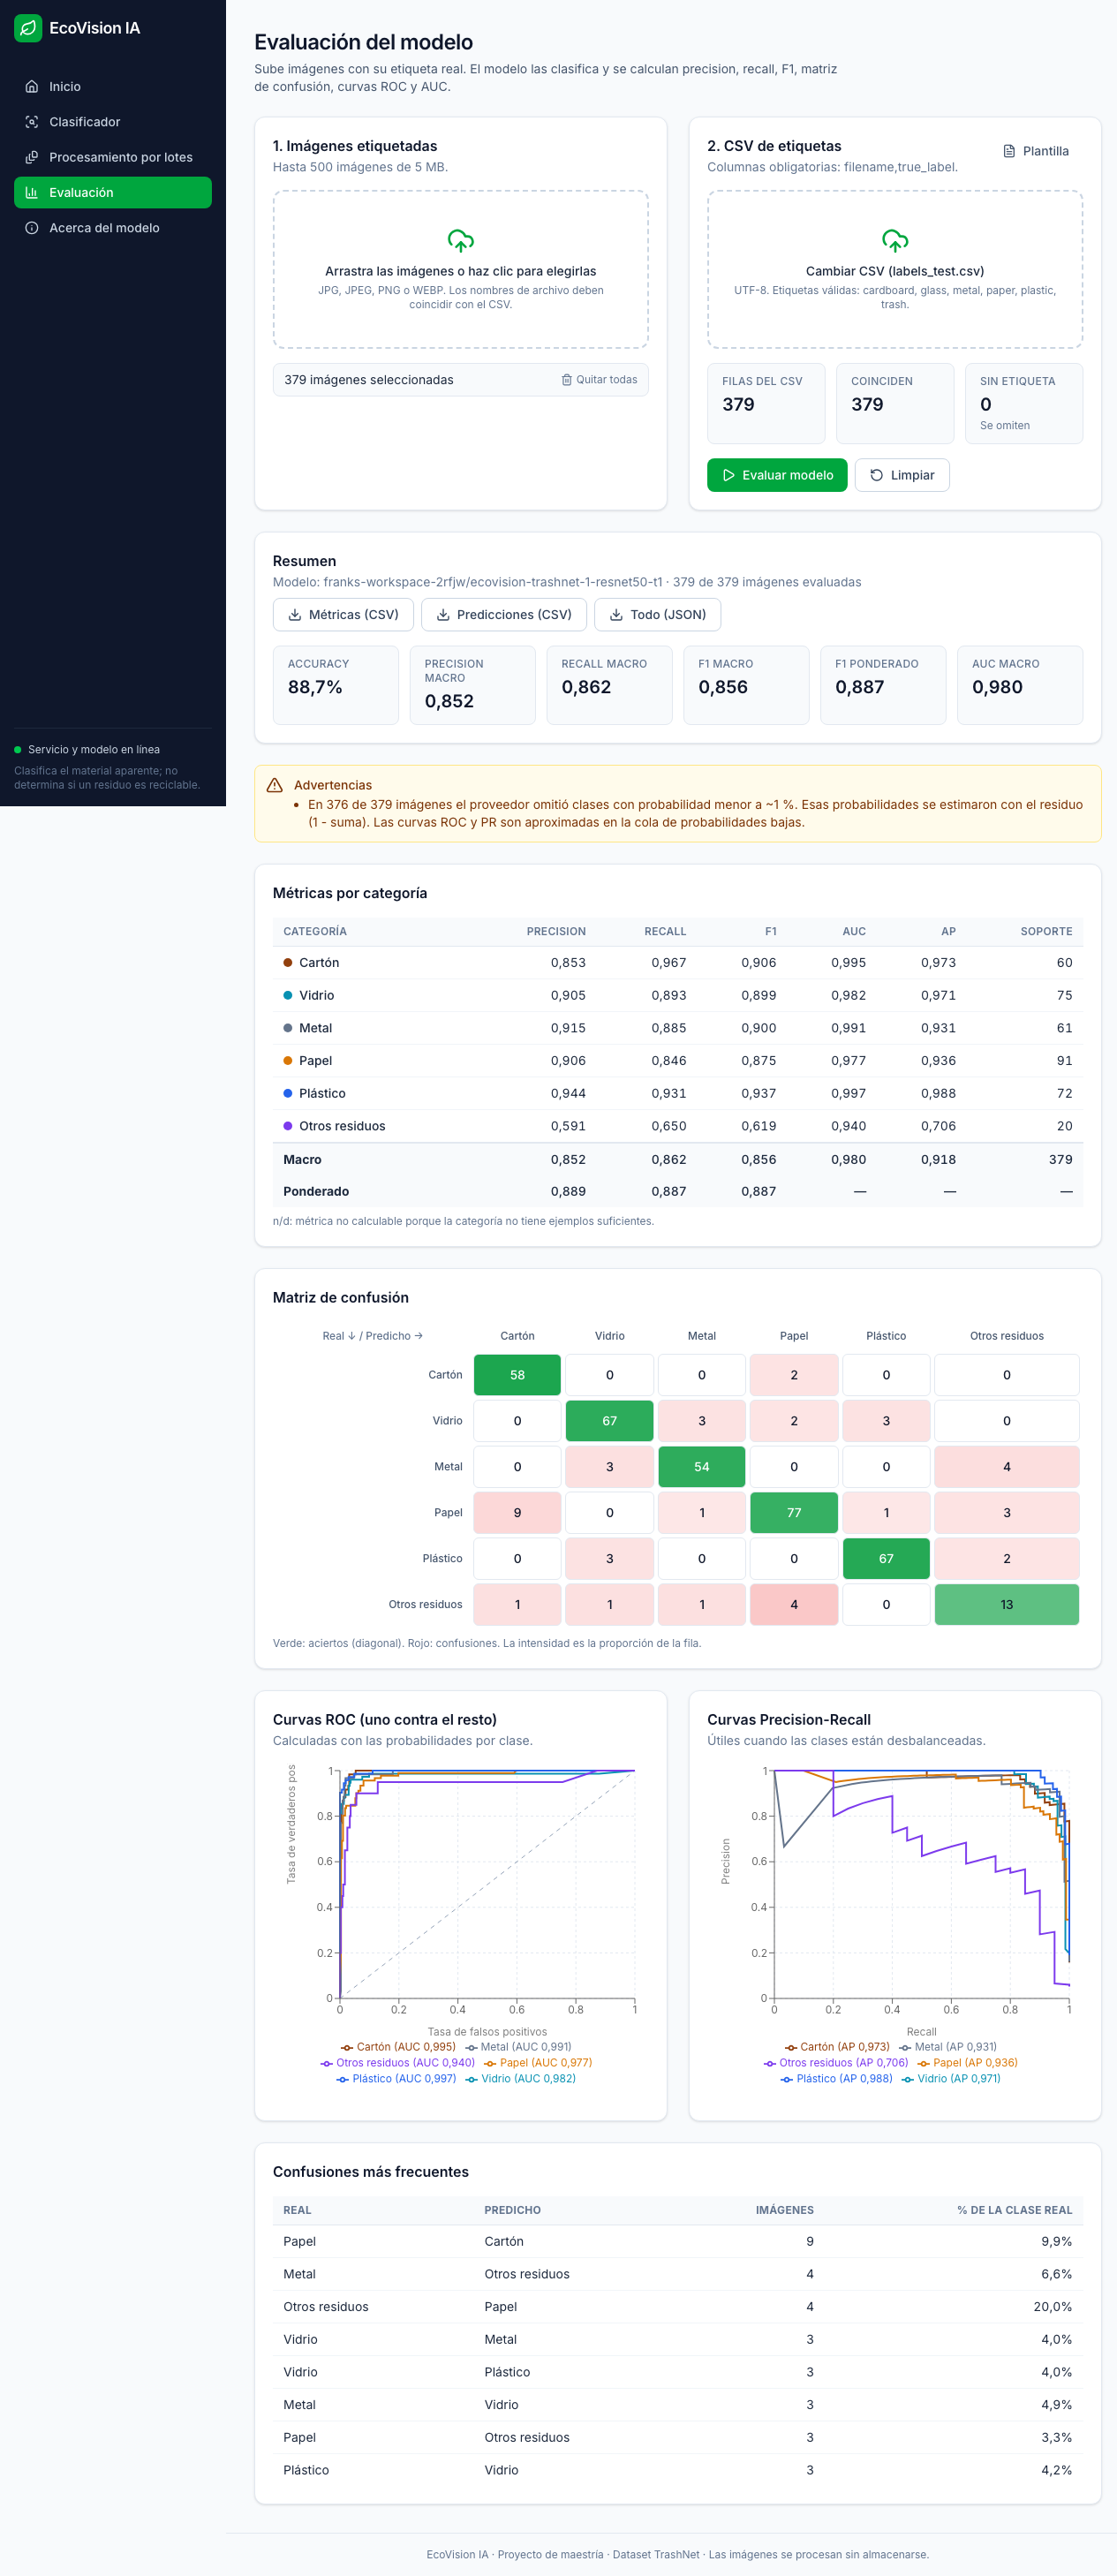 EcoVision IA
Inicio
Clasificador
Procesamiento por lotes
Evaluación
Acerca del modelo
Servicio y modelo en línea
Clasifica el material aparente; no
determina si un residuo es reciclable.
Evaluación del modelo
Sube imágenes con su etiqueta real. El modelo las clasifica y se calculan precision, recall, F1, matriz
de confusión, curvas ROC y AUC.
1. Imágenes etiquetadas
Hasta 500 imágenes de 5 MB.
Arrastra las imágenes o haz clic para elegirlas
JPG, JPEG, PNG o WEBP. Los nombres de archivo deben
coincidir con el CSV.
379 imágenes seleccionadas Quitar todas
2. CSV de etiquetas
Columnas obligatorias: filename,true_label.
Plantilla
Cambiar CSV (labels_test.csv)
UTF-8. Etiquetas válidas: cardboard, glass, metal, paper, plastic,
trash.
FILAS DEL CSV COINCIDEN SIN ETIQUETA
379 379 0
Se omiten
Evaluar modelo Limpiar
Resumen
Modelo: franks-workspace-2rfjw/ecovision-trashnet-1-resnet50-t1 · 379 de 379 imágenes evaluadas
Métricas (CSV) Predicciones (CSV) Todo (JSON)
ACCURACY
88,7%
PRECISION
MACRO
0,852
RECALL MACRO
0,862
F1 MACRO
0,856
F1 PONDERADO
0,887
AUC MACRO
0,980
Advertencias
• En 376 de 379 imágenes el proveedor omitió clases con probabilidad menor a ~1 %. Esas probabilidades se estimaron con el residuo
(1 - suma). Las curvas ROC y PR son aproximadas en la cola de probabilidades bajas.
Métricas por categoría
CATEGORÍA PRECISION RECALL F1 AUC AP SOPORTE
Cartón 0,853 0,967 0,906 0,995 0,973 60
Vidrio 0,905 0,893 0,899 0,982 0,971 75
Metal 0,915 0,885 0,900 0,991 0,931 61
Papel 0,906 0,846 0,875 0,977 0,936 91
Plástico 0,944 0,931 0,937 0,997 0,988 72
Otros residuos 0,591 0,650 0,619 0,940 0,706 20
Macro 0,852 0,862 0,856 0,980 0,918 379
Ponderado 0,889 0,887 0,887 — — —
n/d: métrica no calculable porque la categoría no tiene ejemplos suficientes.
Matriz de confusión
Real ↓ / Predicho → Cartón Vidrio Metal Papel Plástico Otros residuos
Cartón 58 0 0 2 0 0
Vidrio 0 67 3 2 3 0
Metal 0 3 54 0 0 4
Papel 9 0 1 77 1 3
Plástico 0 3 0 0 67 2
Otros residuos 1 1 1 4 0 13
Verde: aciertos (diagonal). Rojo: confusiones. La intensidad es la proporción de la fila.
Curvas ROC (uno contra el resto)
Calculadas con las probabilidades por clase.
Tasa de verdaderos pos
1
0.8
0.6
0.4
0.2
0
0 0.2 0.4 0.6 0.8 1
Tasa de falsos positivos
Cartón (AUC 0,995) Metal (AUC 0,991)
Otros residuos (AUC 0,940) Papel (AUC 0,977)
Plástico (AUC 0,997) Vidrio (AUC 0,982)
Curvas Precision-Recall
Útiles cuando las clases están desbalanceadas.
Precision
1
0.8
0.6
0.4
0.2
0
0 0.2 0.4 0.6 0.8 1
Recall
Cartón (AP 0,973) Metal (AP 0,931)
Otros residuos (AP 0,706) Papel (AP 0,936)
Plástico (AP 0,988) Vidrio (AP 0,971)
Confusiones más frecuentes
REAL PREDICHO IMÁGENES % DE LA CLASE REAL
Papel Cartón 9 9,9%
Metal Otros residuos 4 6,6%
Otros residuos Papel 4 20,0%
Vidrio Metal 3 4,0%
Vidrio Plástico 3 4,0%
Metal Vidrio 3 4,9%
Papel Otros residuos 3 3,3%
Plástico Vidrio 3 4,2%
EcoVision IA · Proyecto de maestría · Dataset TrashNet · Las imágenes se procesan sin almacenarse.